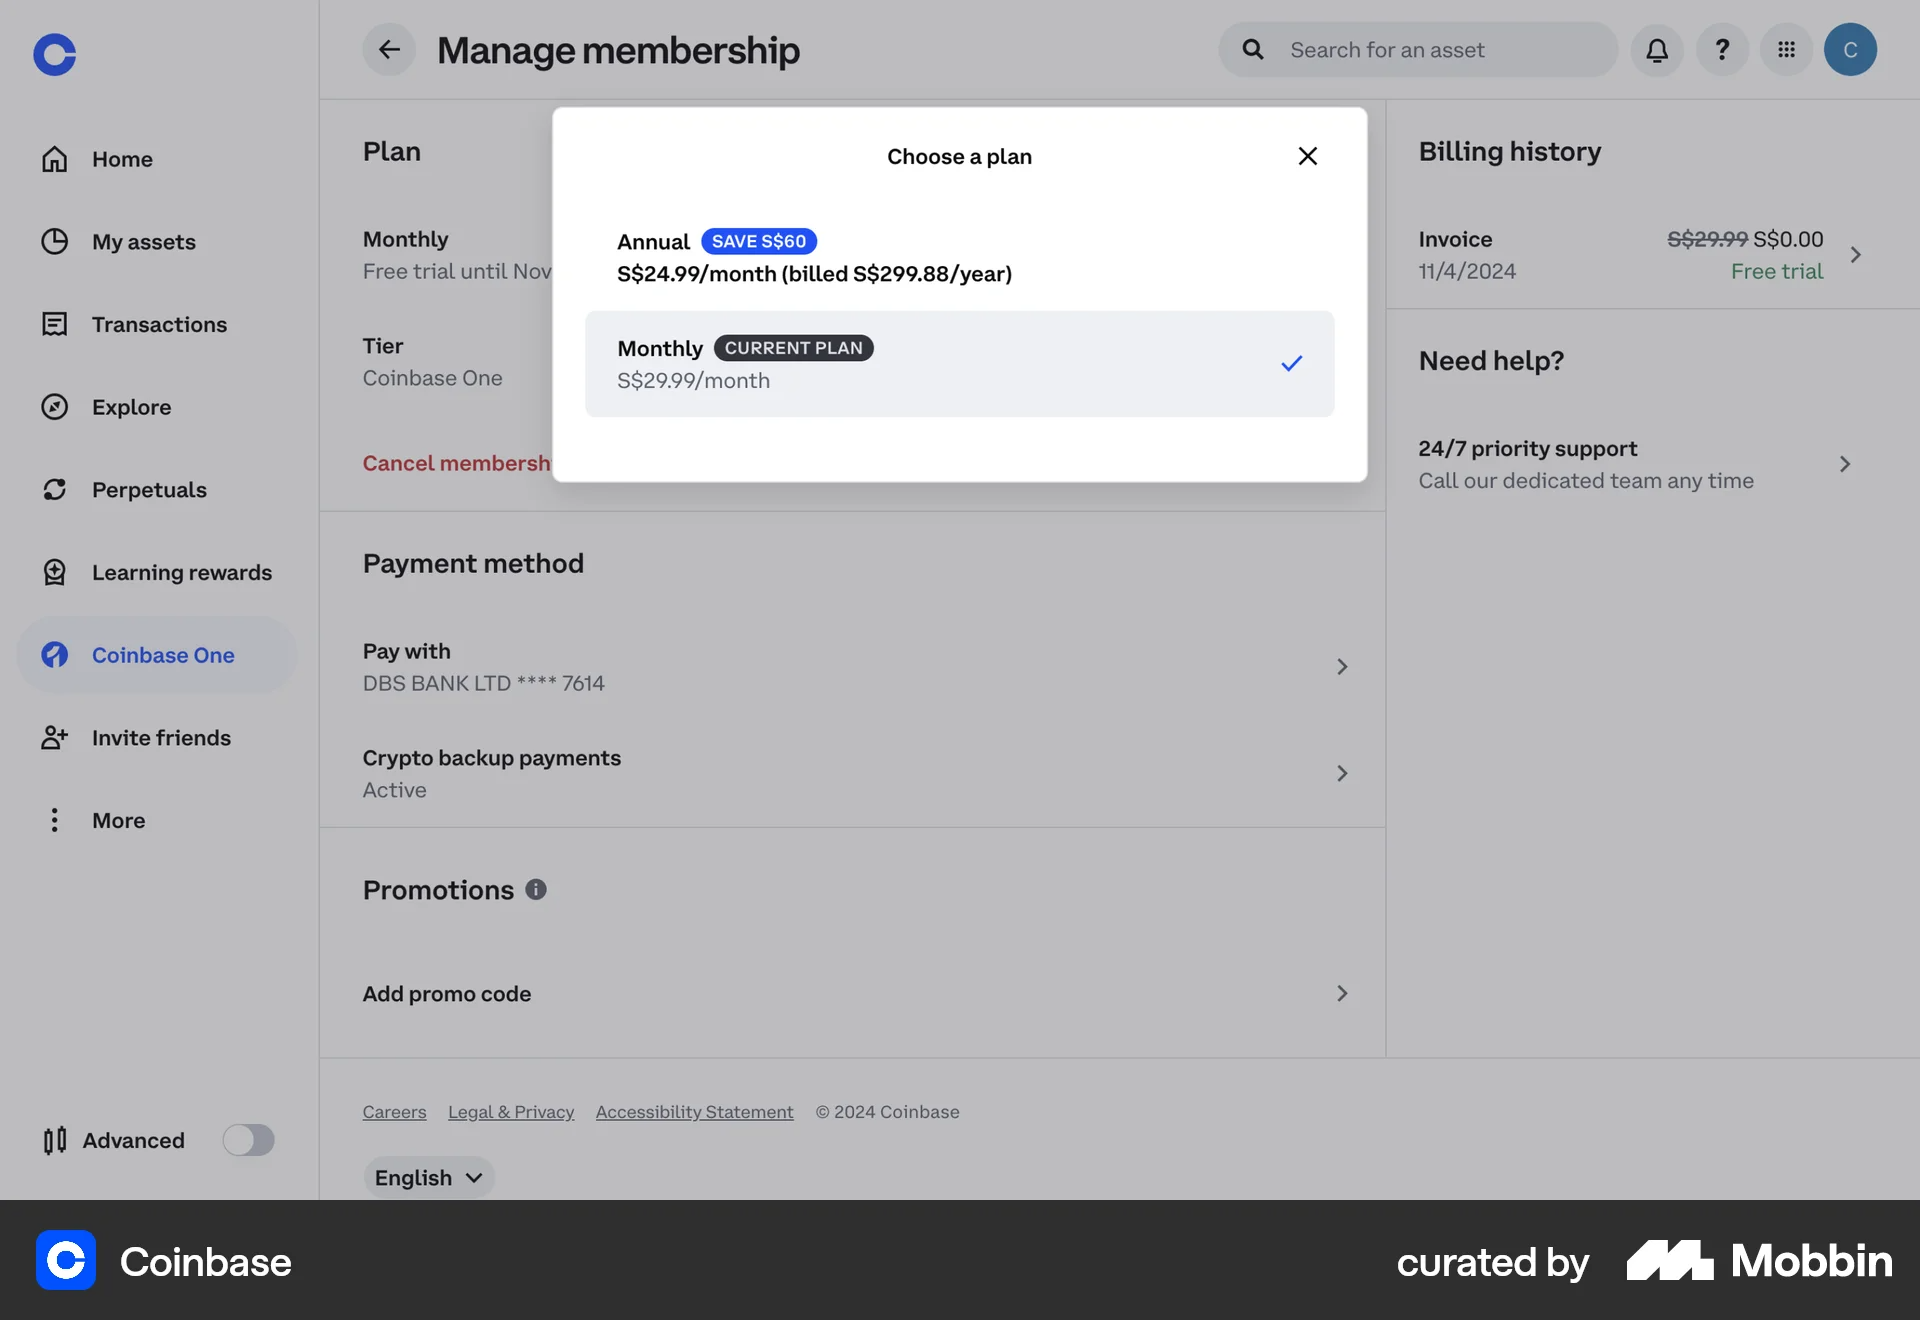 Manage membership
Search for an asset
?
C
Home
My assets
Transactions
Explore
Perpetuals
Learning rewards
Coinbase One
Invite friends
More
Advanced
Plan
Monthly
Free trial until Nov
Tier
Coinbase One
Cancel membersh
Choose a plan
Annual SAVE S$60
S$24.99/month (billed S$299.88/year)
Monthly CURRENT PLAN
S$29.99/month
Billing history
Invoice S$29.99 S$0.00
11/4/2024 Free trial
Need help?
24/7 priority support
Call our dedicated team any time
Payment method
Pay with
DBS BANK LTD **** 7614
Crypto backup payments
Active
Promotions
Add promo code
Careers Legal & Privacy Accessibility Statement © 2024 Coinbase
English
Coinbase
curated by Mobbin